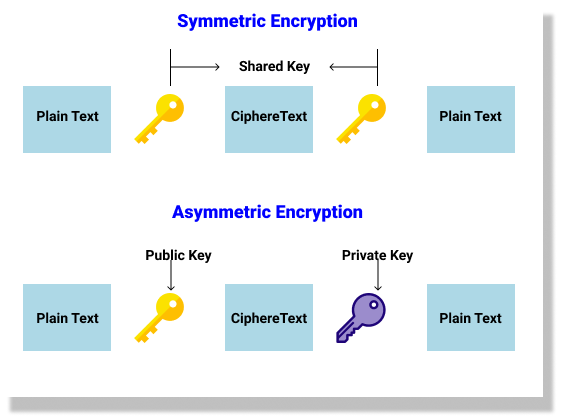 Symmetric Encryption
Shared Key
Plain Text
CiphereText
Plain Text
Asymmetric Encryption
Public Key
Private Key
Plain Text
CiphereText
Plain Text